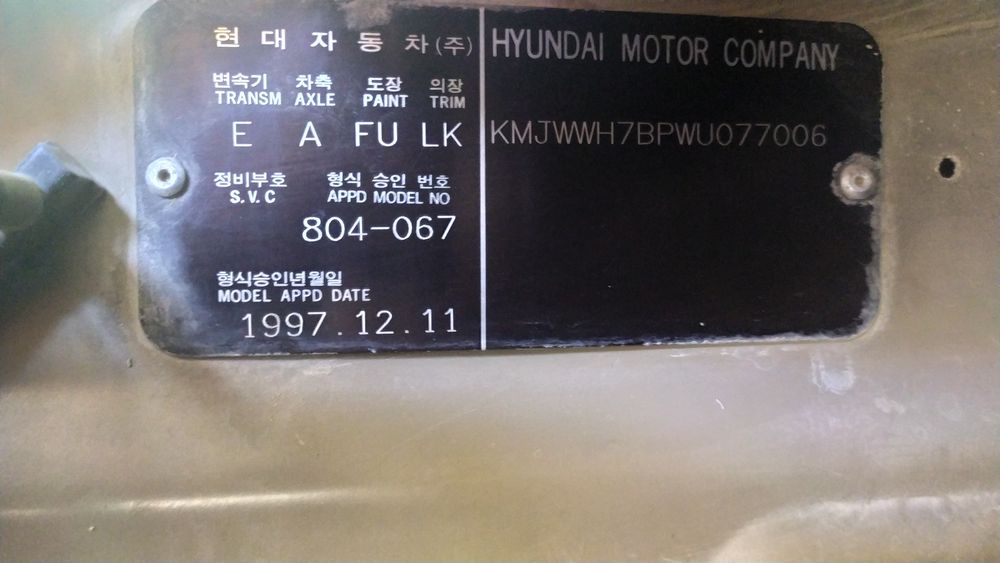 현대자동차(주) HYUNDAI MOTOR COMPANY
변속기 차축 도장 의장
TRANSM AXLE PAINT TRIM
E A FU LK KMJWWH7BPWU077006
정비부호 형식 승인 번호
S.V.C APPD MODEL NO
804-067
형식승인년월일
MODEL APPD DATE
1997.12.11